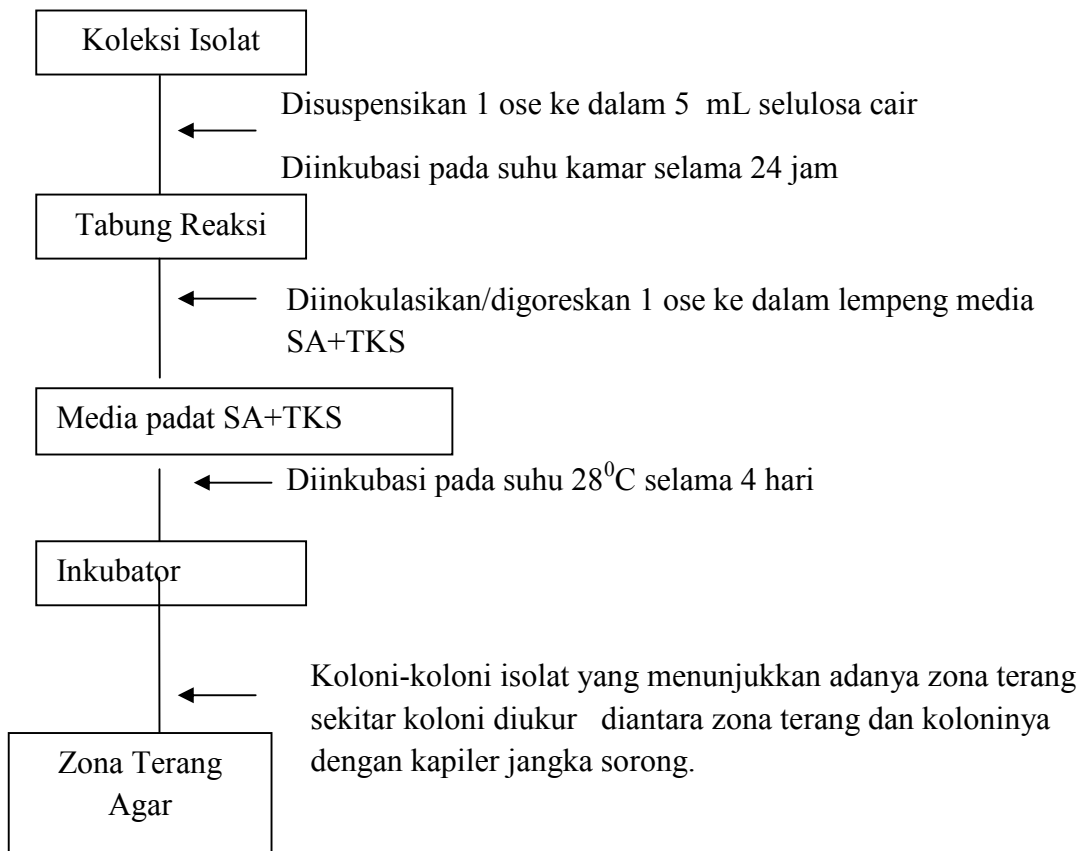 Koleksi Isolat
Disuspensikan 1 ose ke dalam 5 mL selulosa cair
Diinkubasi pada suhu kamar selama 24 jam
Tabung Reaksi
Diinokulasikan/digoreskan 1 ose ke dalam lempeng media
SA+TKS
Media padat SA+TKS
Diinkubasi pada suhu 28⁰C selama 4 hari
Inkubator
Koloni-koloni isolat yang menunjukkan adanya zona terang
sekitar koloni diukur diantara zona terang dan koloninya
dengan kapiler jangka sorong.
Zona Terang
Agar